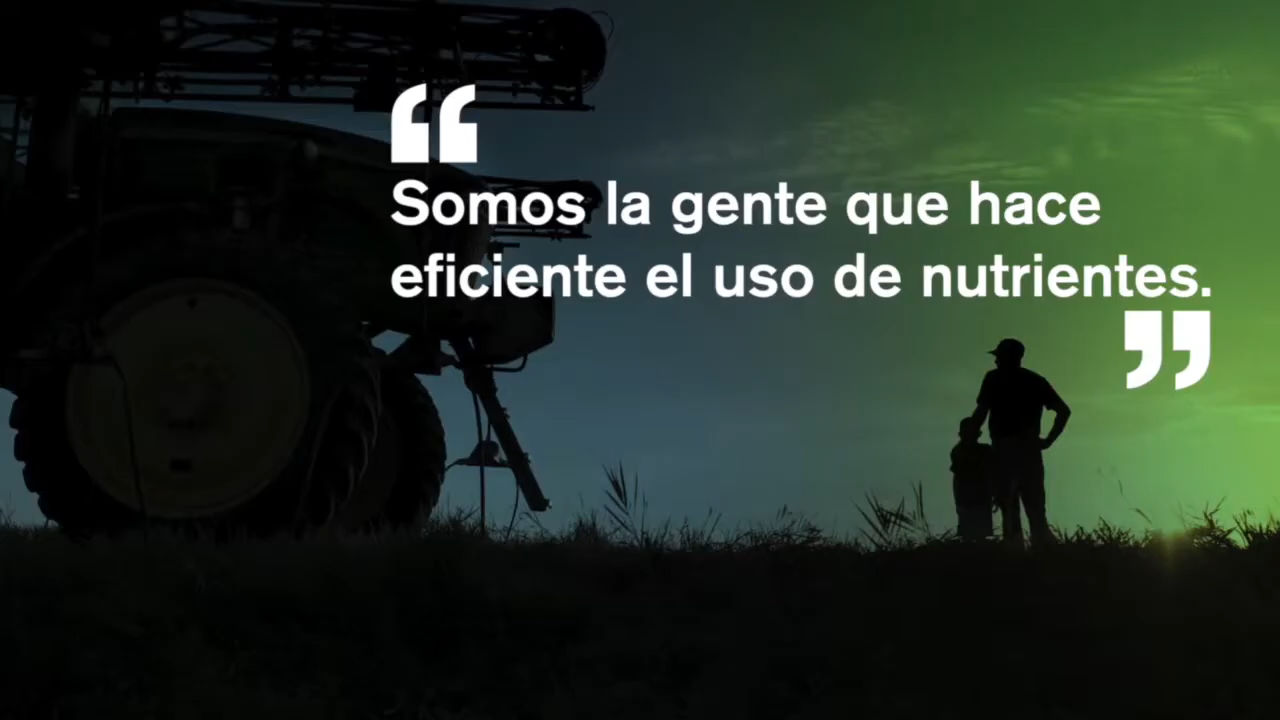 “
Somos la gente que hace
eficiente el uso de nutrientes.
”